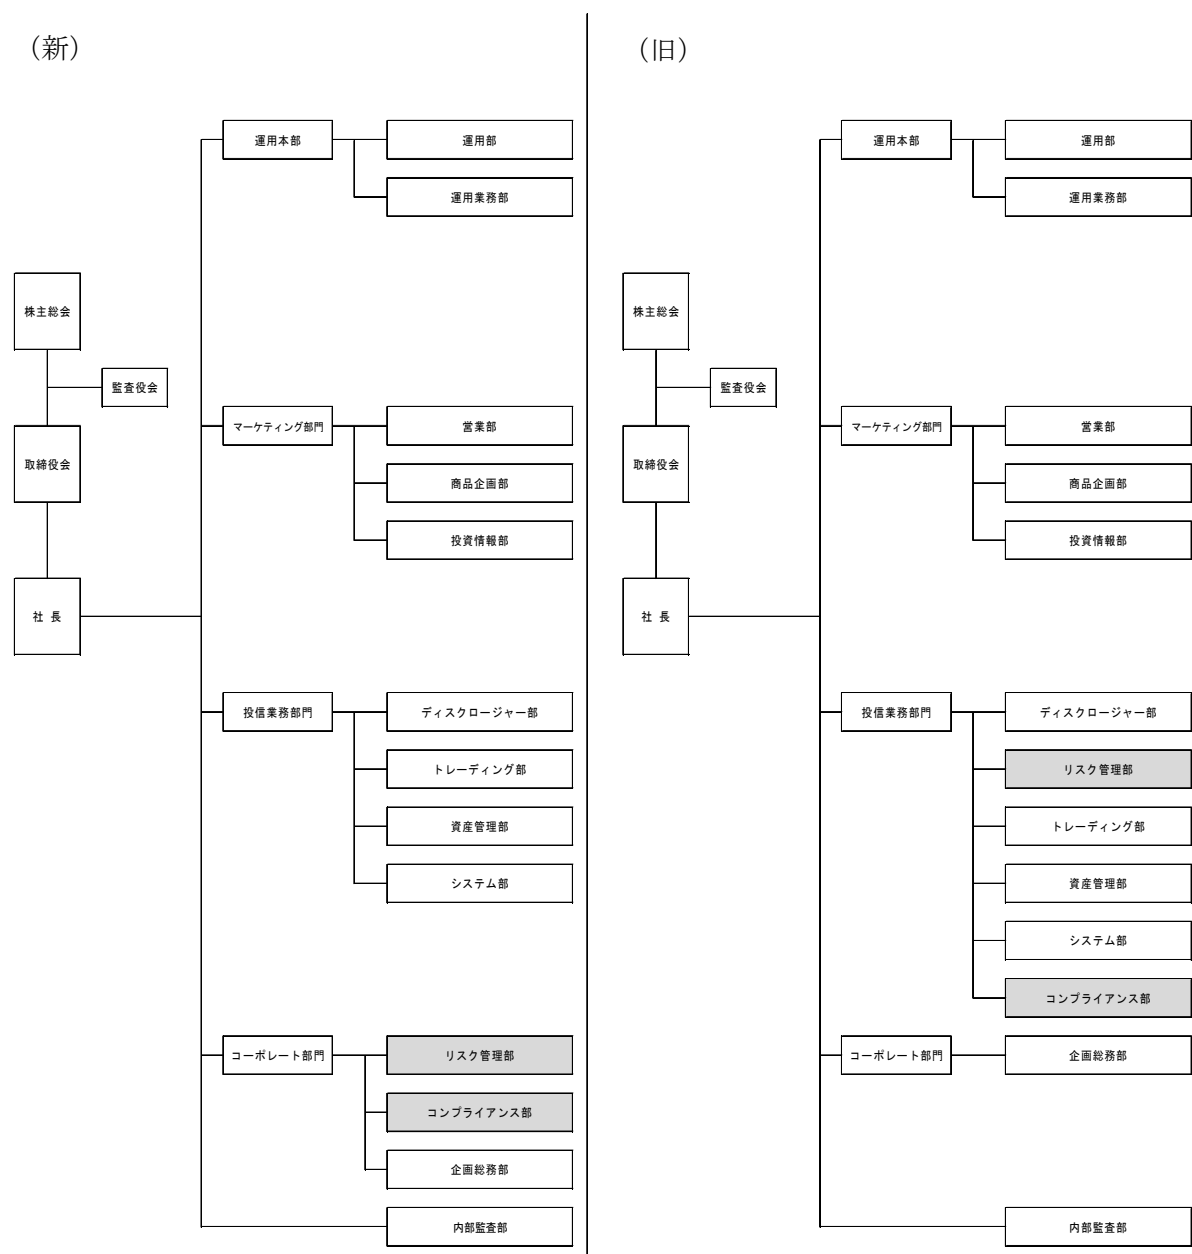 （新）
運用本部
運用部
運用業務部
株主総会
監査役会
マーケティング部門
営業部
取締役会
商品企画部
投資情報部
社 長
投信業務部門
ディスクロージャー部
トレーディング部
資産管理部
システム部
コーポレート部門
リスク管理部
コンプライアンス部
企画総務部
内部監査部
（旧）
運用本部
運用部
運用業務部
株主総会
監査役会
マーケティング部門
営業部
取締役会
商品企画部
投資情報部
社 長
投信業務部門
ディスクロージャー部
リスク管理部
トレーディング部
資産管理部
システム部
コンプライアンス部
コーポレート部門
企画総務部
内部監査部